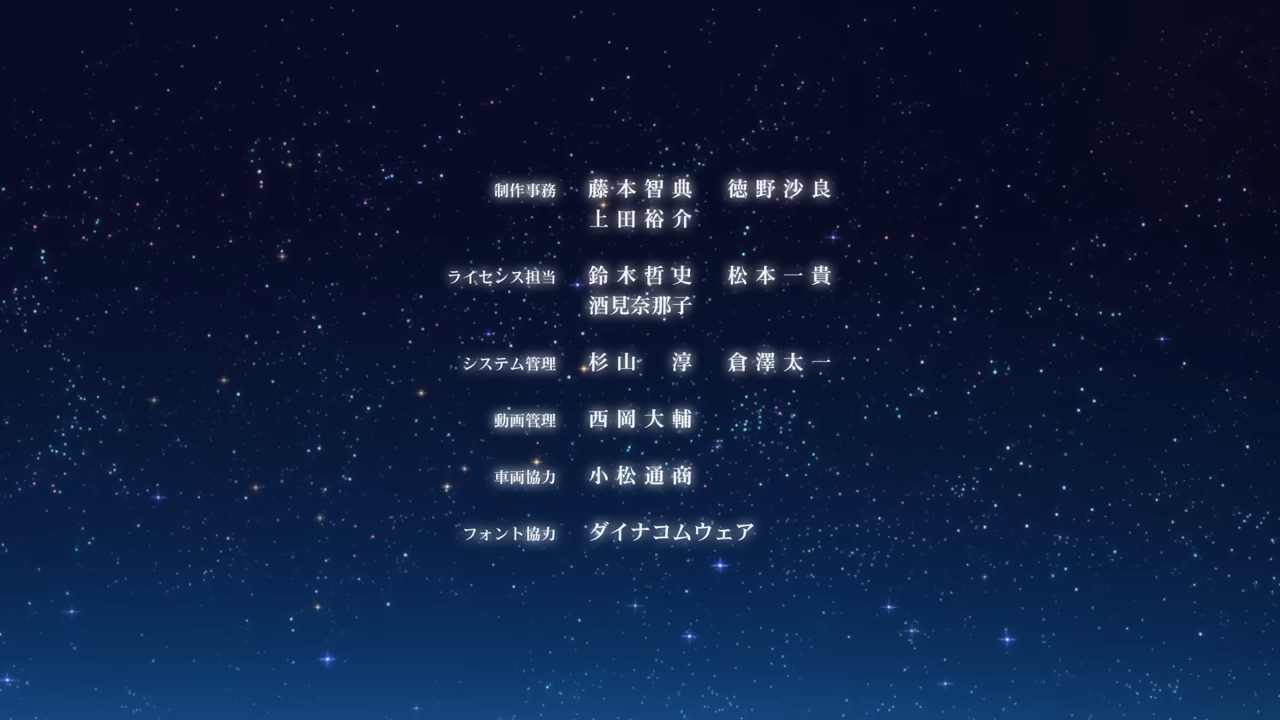 制作事務 藤本智典 徳野沙良
上田裕介
ライセンス担当 鈴木哲史 松本一貴
酒見奈那子
システム管理 杉山 淳 倉澤太一
動画管理 西岡大輔
車両協力 小松通商
フォント協力 ダイナコムウェア